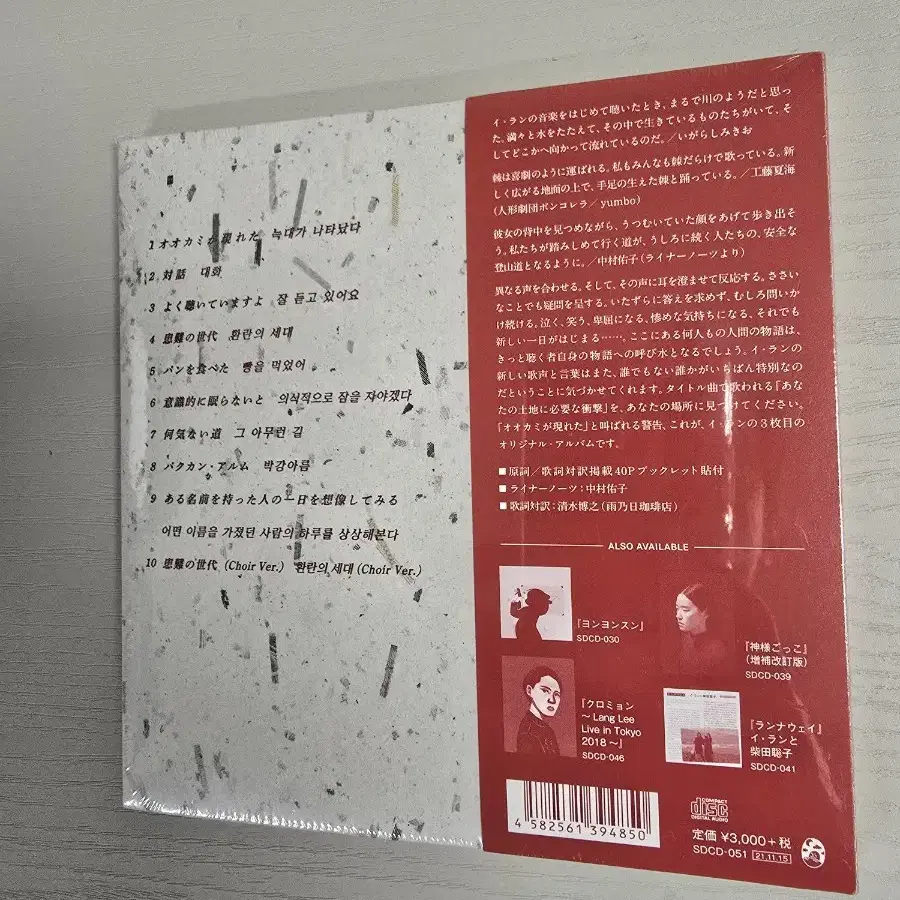 1 オオカミが現れた 늑대가 나타났다
2 対話 대화
3 よく聴いていますよ 잘 듣고 있어요
4 患難の世代 환란의 세대
5 パンを食べた 빵을 먹었어
6 意識的に眠らないと 의식적으로 잠을 자야겠다
7 何気ない道 그 아무런 길
8 パクカン・アルム 박강아름
9 ある名前を持った人の一日を想像してみる
어떤 이름을 가졌던 사람의 하루를 상상해본다
10 患難の世代 (Choir Ver.) 환란의 세대 (Choir Ver.)
イ・ランの音楽をはじめて聴いたとき、まるで川のようだと思っ
た。満々と水をたたえて、その中で生きているものたちがいて、そ
してどこかへ向かって流れているのだ。/いがらしみきお
棘は喜劇のように運ばれる。私もみんなも棘だらけで歌っている。新
しく広がる地面の上で、手足の生えた棘と踊っている。/工藤夏海
(人形劇団ポンコレラ/yumbo)
彼女の背中を見つめながら、うつむいていた顔をあげて歩き出そ
う。私たちが踏みしめて行く道が、うしろに続く人たちの、安全な
登山道となるように。/中村佑子(ライナーノーツより)
異なる声を合わせる。そして、その声に耳を澄ませて反応する。ささい
なことでも疑問を呈する。いたずらに答えを求めず、むしろ問いか
け続ける。泣く、笑う、卑屈になる、惨めな気持ちになる、それでも
新しい一日がはじまる……。ここにある何人もの人間の物語は、
きっと聴く者自身の物語への呼び水となるでしょう。イ・ランの
新しい歌声と言葉はまた、誰でもない誰かがいちばん特別なの
だということに気づかせてくれます。タイトル曲で歌われる「あな
たの土地に必要な衝撃」を、あなたの場所に見つけてください。
「オオカミが現れた」と叫ばれる警告、これが、イ・ランの3枚目の
オリジナル・アルバムです。
■原詞/歌詞対訳掲載40Pブックレット貼付
■ライナーノーツ:中村佑子
■歌詞対訳:清水博之(雨乃日珈琲店)
ALSO AVAILABLE
『ヨンヨンスン』
SDCD-030
『神様ごっこ』
(増補改訂版)
SDCD-039
『クロミョン
~ Lang Lee
Live in Tokyo
2018 ~』
SDCD-046
『ランナウェイ』
イ・ランと
柴田聡子
SDCD-041
4 582561 394850
COMPACT
disc
DIGITAL AUDIO
定価 ¥3,000+税
SDCD-051 21.11.15